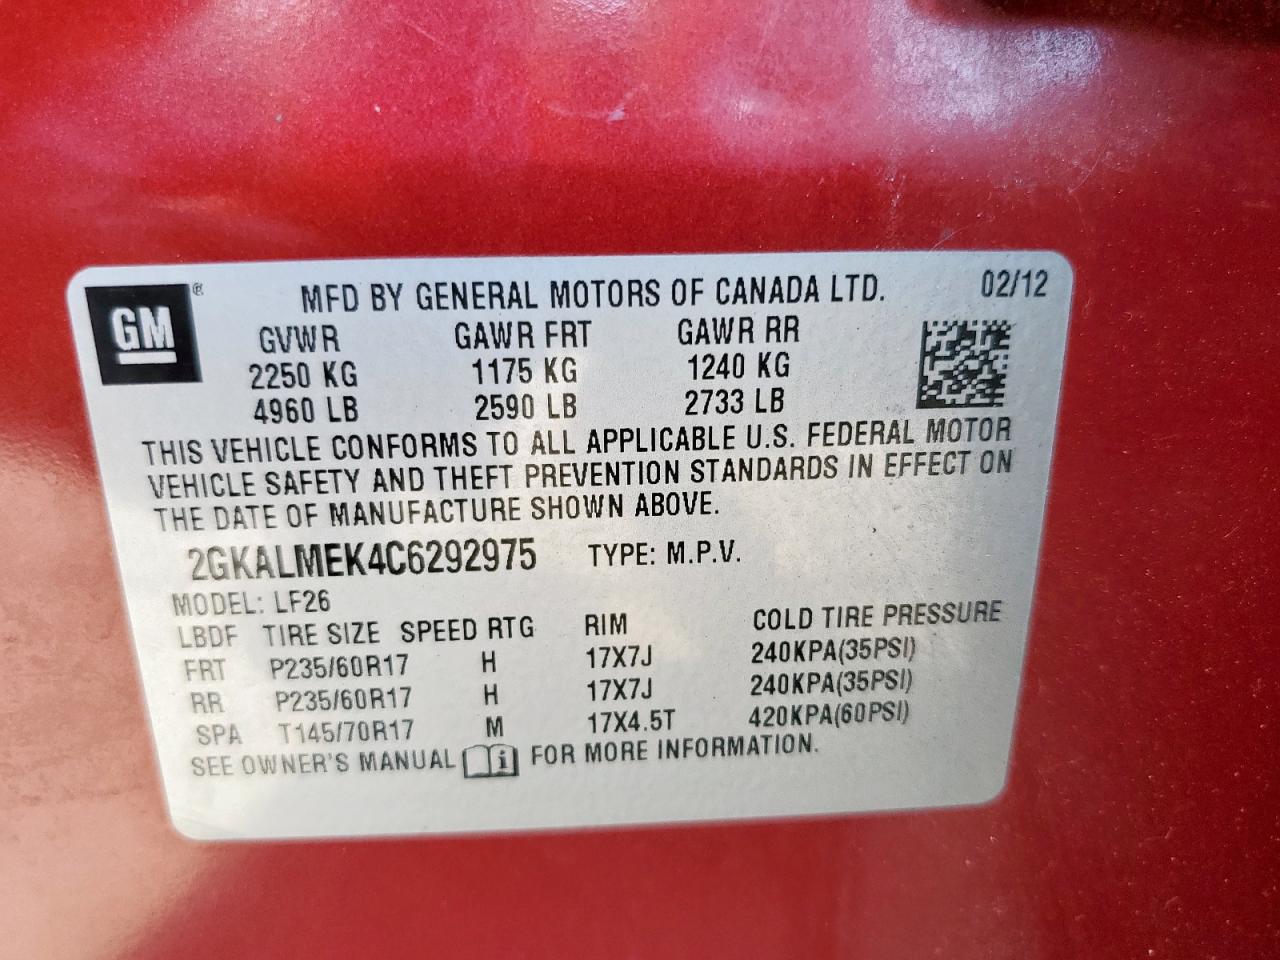 GM ®
MFD BY GENERAL MOTORS OF CANADA LTD. 02/12
GVWR GAWR FRT GAWR RR
2250 KG 1175 KG 1240 KG
4960 LB 2590 LB 2733 LB
THIS VEHICLE CONFORMS TO ALL APPLICABLE U.S. FEDERAL MOTOR
VEHICLE SAFETY AND THEFT PREVENTION STANDARDS IN EFFECT ON
THE DATE OF MANUFACTURE SHOWN ABOVE.
2GKALMEK4C6292975 TYPE: M.P.V.
MODEL: LF26
LBDF TIRE SIZE SPEED RTG RIM COLD TIRE PRESSURE
FRT P235/60R17 H 17X7J 240KPA(35PSI)
RR P235/60R17 H 17X7J 240KPA(35PSI)
SPA T145/70R17 M 17X4.5T 420KPA(60PSI)
SEE OWNER'S MANUAL i FOR MORE INFORMATION.